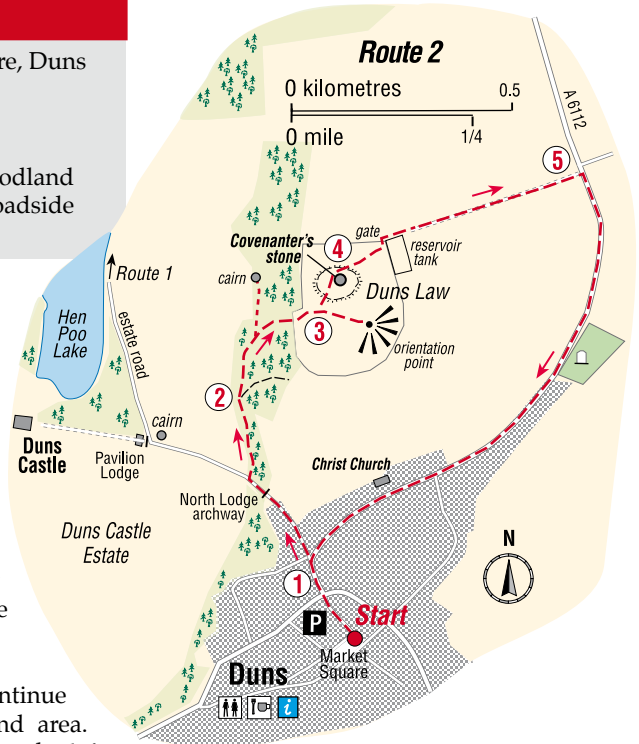 re, Duns
odland
oadside
Route 2
0 kilometres 0.5
0 mile 1/4
A 6112
5
gate
reservoir
tank
Covenanter's
stone
4
Duns Law
cairn
3
orientation
point
Route 1
Hen
Poo
Lake
estate road
2
cairn
Duns
Castle
Pavilion
Lodge
Christ Church
North Lodge
archway
Duns Castle
Estate
N
1
P
Start
Market
Square
Duns
i
e
ntinue
nd area.